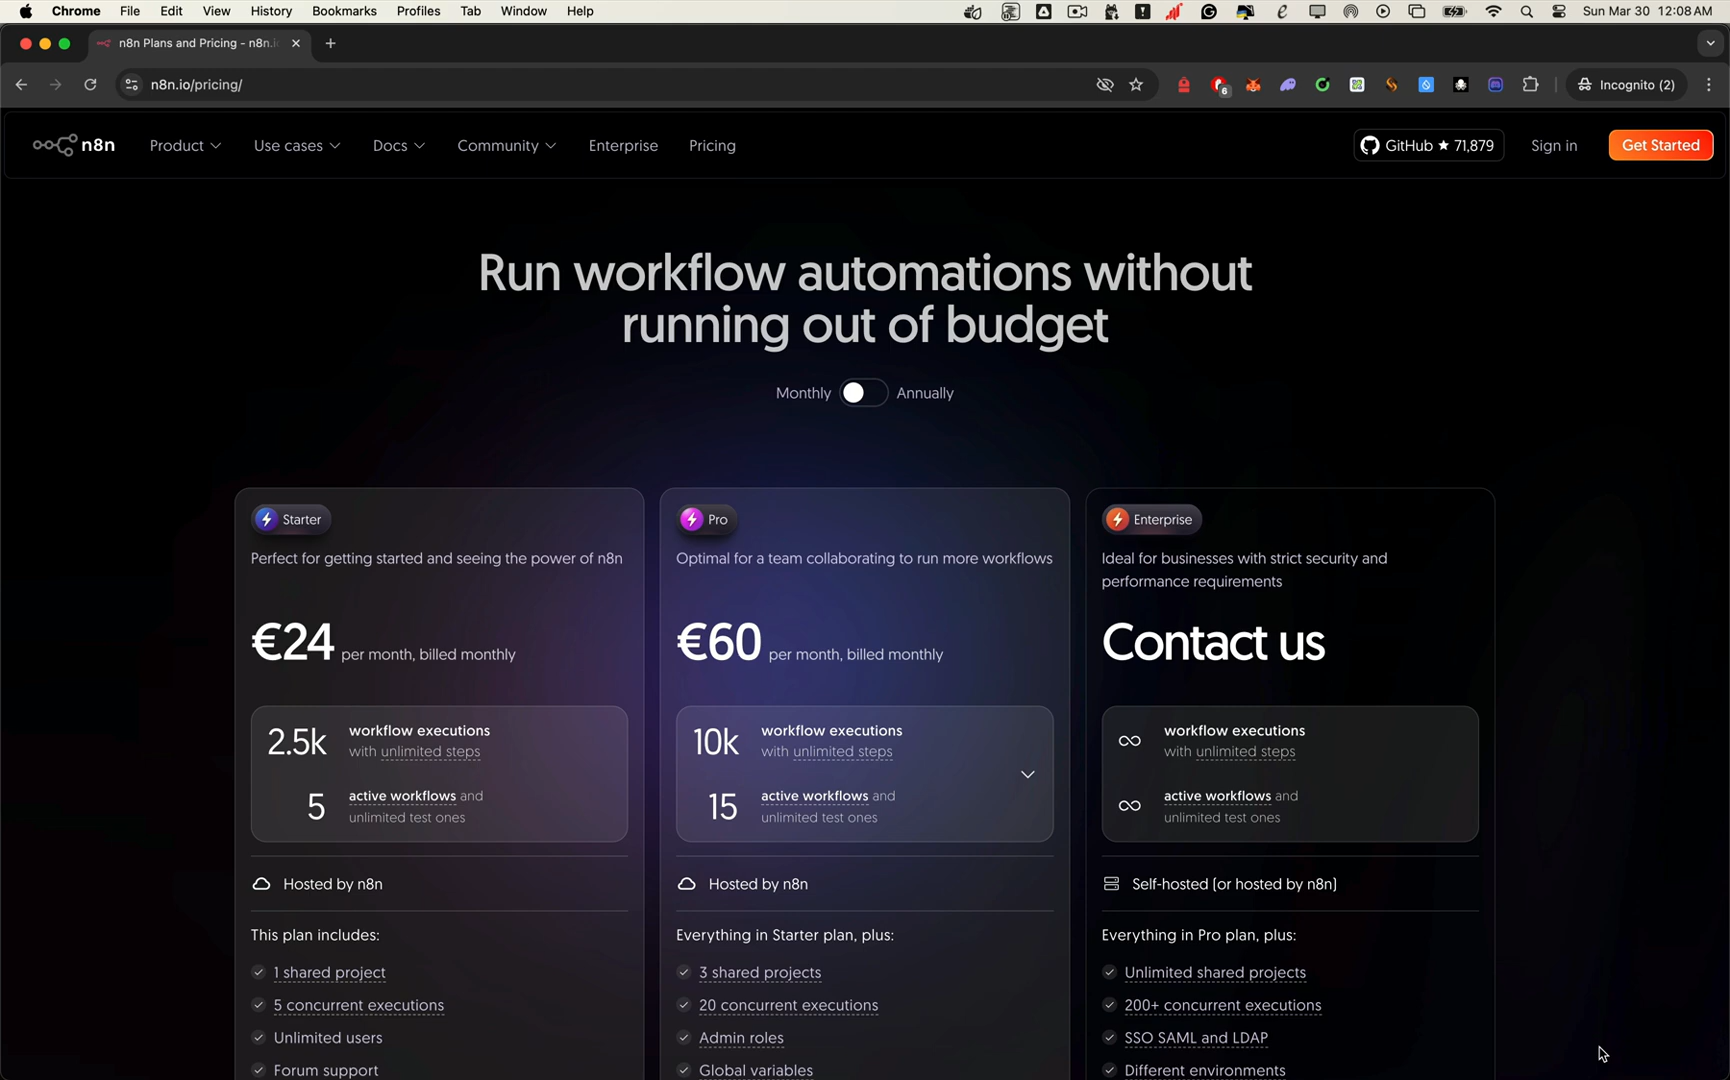 Chrome File Edit View History Bookmarks Profiles Tab Window Help Sun Mar 30 12:08 AM
n8n Plans and Pricing - n8n.i
n8n.io/pricing/ 6 Incognito (2)
n8n Product Use cases Docs Community Enterprise Pricing GitHub ★ 71,879 Sign in Get Started
Run workflow automations without
running out of budget
Monthly Annually
Starter
Perfect for getting started and seeing the power of n8n
€24 per month, billed monthly
2.5k workflow executions
with unlimited steps
5 active workflows and
unlimited test ones
Hosted by n8n
This plan includes:
1 shared project
5 concurrent executions
Unlimited users
Forum support
Pro
Optimal for a team collaborating to run more workflows
€60 per month, billed monthly
10k workflow executions
with unlimited steps
15 active workflows and
unlimited test ones
Hosted by n8n
Everything in Starter plan, plus:
3 shared projects
20 concurrent executions
Admin roles
Global variables
Enterprise
Ideal for businesses with strict security and
performance requirements
Contact us
∞ workflow executions
with unlimited steps
∞ active workflows and
unlimited test ones
Self-hosted (or hosted by n8n)
Everything in Pro plan, plus:
Unlimited shared projects
200+ concurrent executions
SSO SAML and LDAP
Different environments